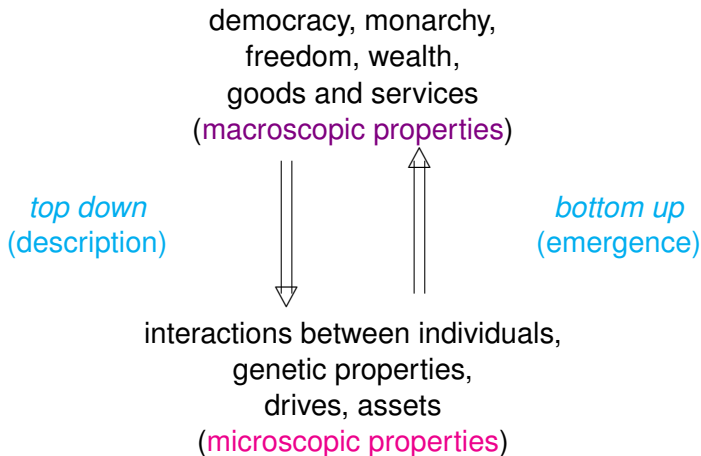 democracy, monarchy,
freedom, wealth,
goods and services
(macroscopic properties)
top down
(description)
bottom up
(emergence)
interactions between individuals,
genetic properties,
drives, assets
(microscopic properties)